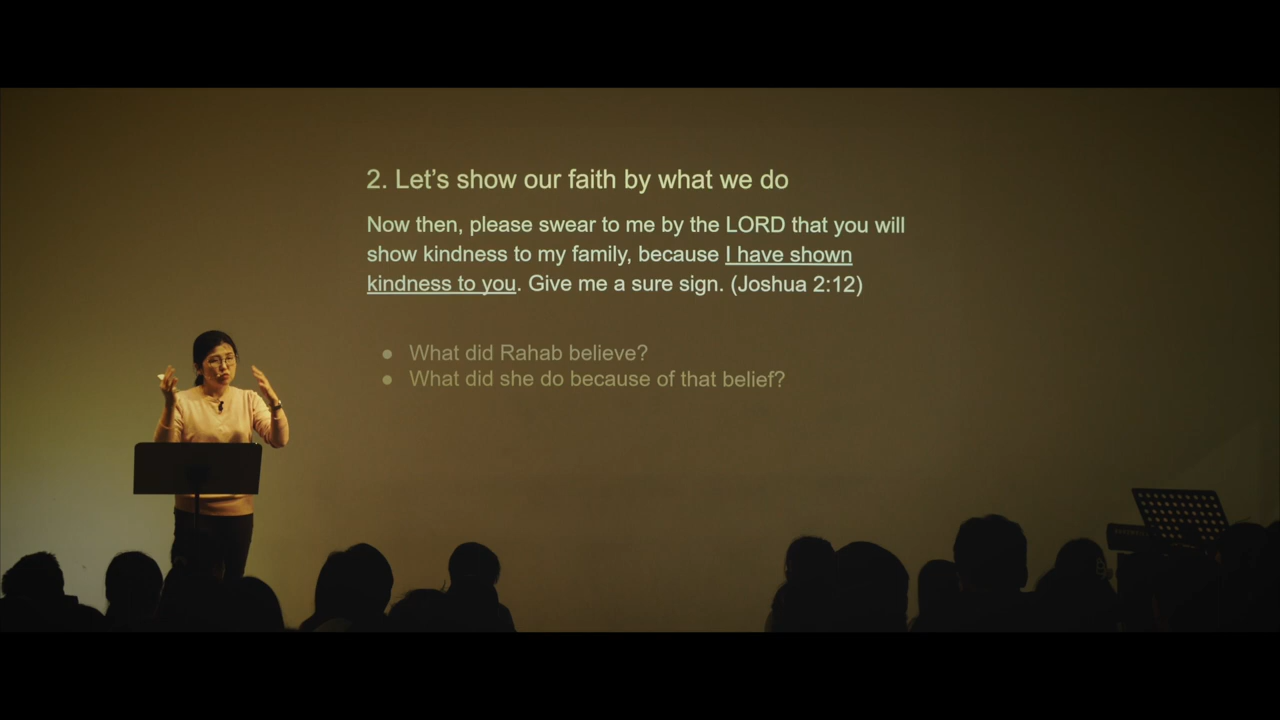 2. Let’s show our faith by what we do
Now then, please swear to me by the LORD that you will
show kindness to my family, because I have shown
kindness to you. Give me a sure sign. (Joshua 2:12)
● What did Rahab believe?
● What did she do because of that belief?